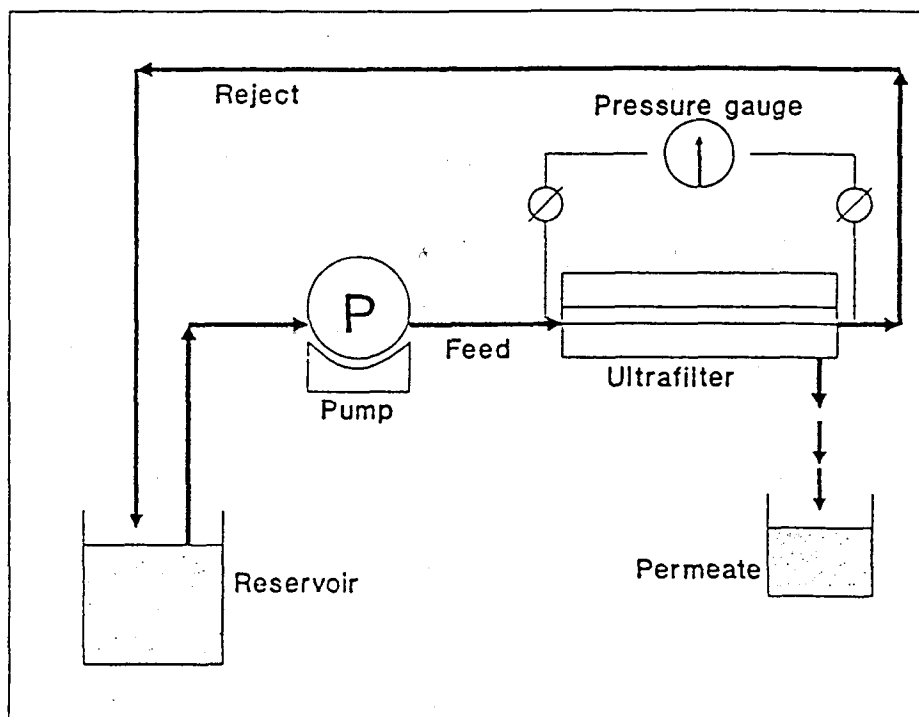 Reject
Pressure gauge
P
Feed
Ultrafilter
Pump
Reservoir
Permeate